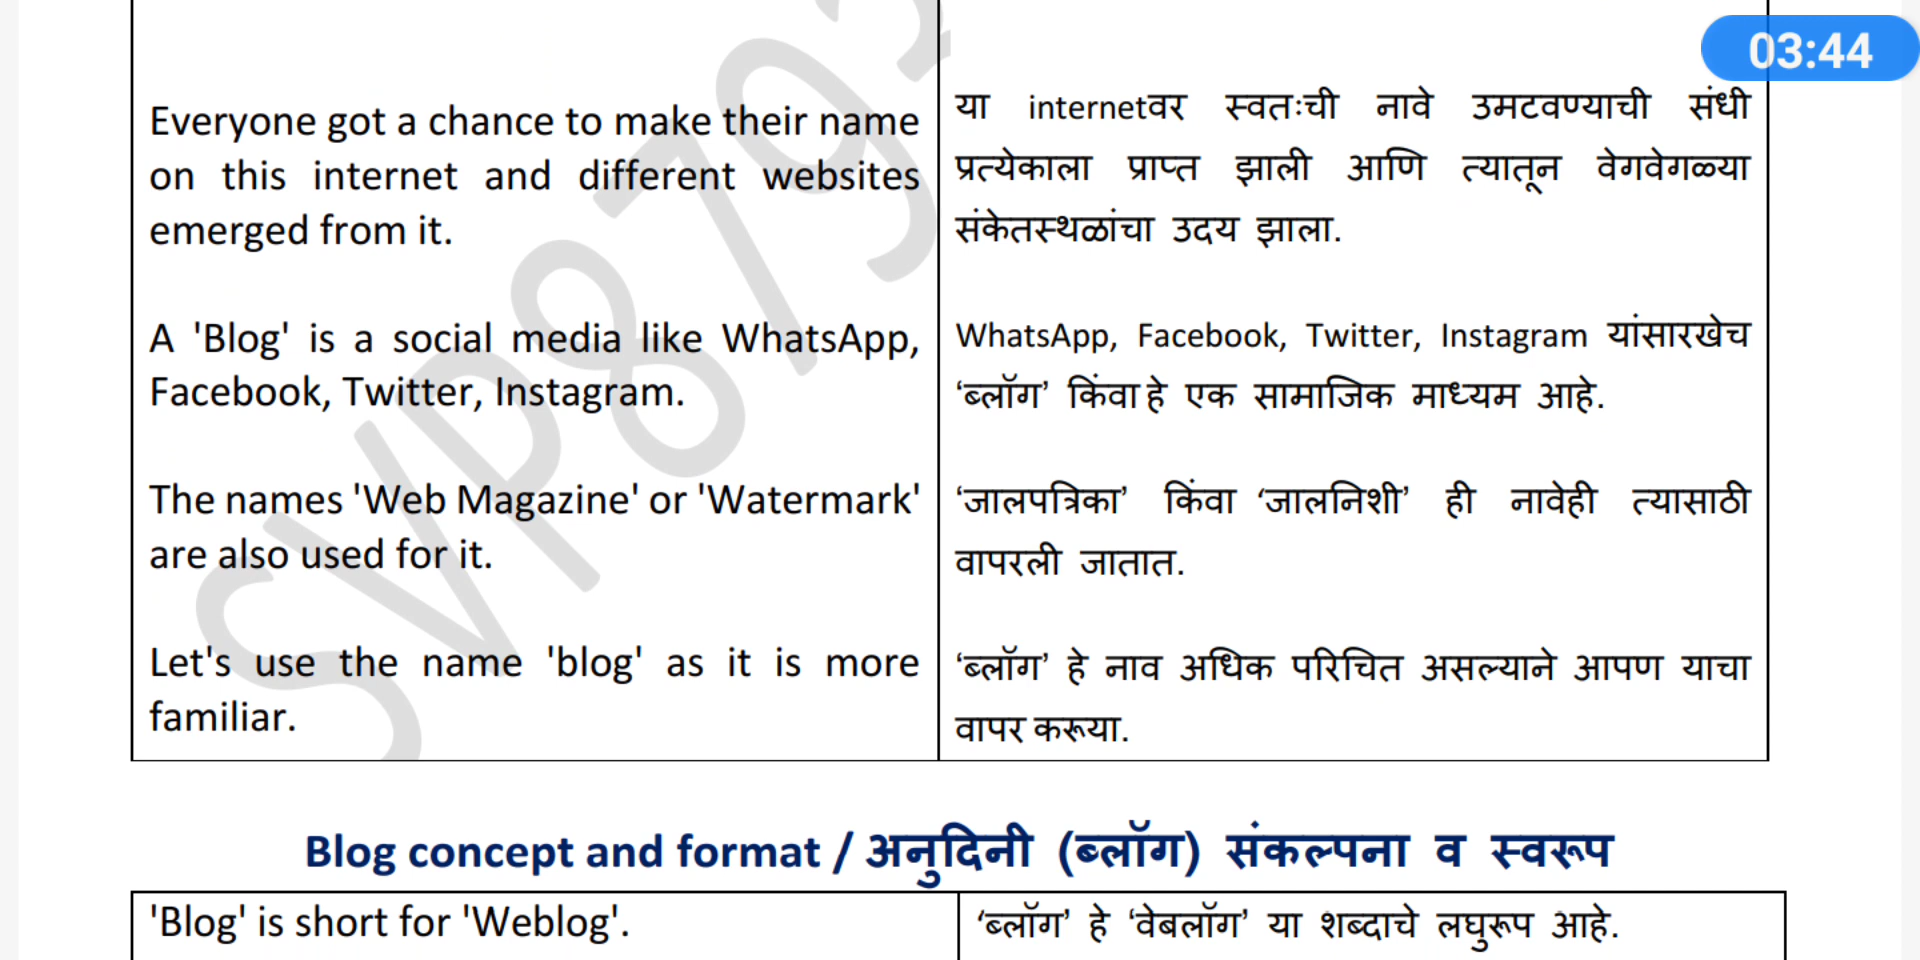 03:44
Everyone got a chance to make their name
on this internet and different websites
emerged from it.
A 'Blog' is a social media like WhatsApp,
Facebook, Twitter, Instagram.
The names 'Web Magazine' or 'Watermark'
are also used for it.
Let's use the name 'blog' as it is more
familiar.
या internetवर स्वतःची नावे उमटवण्याची संधी
प्रत्येकाला प्राप्त झाली आणि त्यातून वेगवेगळ्या
संकेतस्थळांचा उदय झाला.
WhatsApp, Facebook, Twitter, Instagram यांसारखेच
‘ब्लॉग’ किंवा हे एक सामाजिक माध्यम आहे.
‘जालपत्रिका’ किंवा ‘जालनिशी’ ही नावेही त्यासाठी
वापरली जातात.
‘ब्लॉग’ हे नाव अधिक परिचित असल्याने आपण याचा
वापर करूया.
Blog concept and format / अनुदिनी (ब्लॉग) संकल्पना व स्वरूप
'Blog' is short for 'Weblog'.
‘ब्लॉग’ हे ‘वेबलॉग’ या शब्दाचे लघुरूप आहे.
SVP879